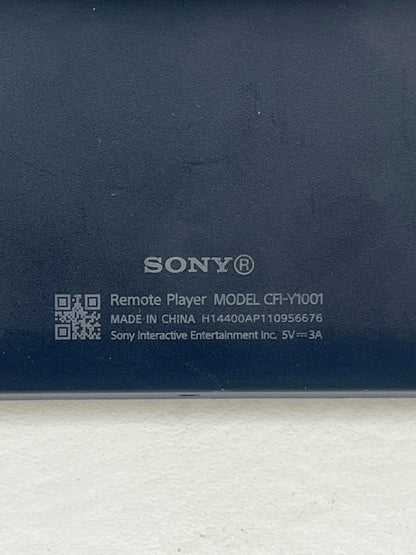 SONY®
Remote Player MODEL CFI-Y1001
MADE IN CHINA H14400AP110956676
Sony Interactive Entertainment Inc. 5V⎓3A